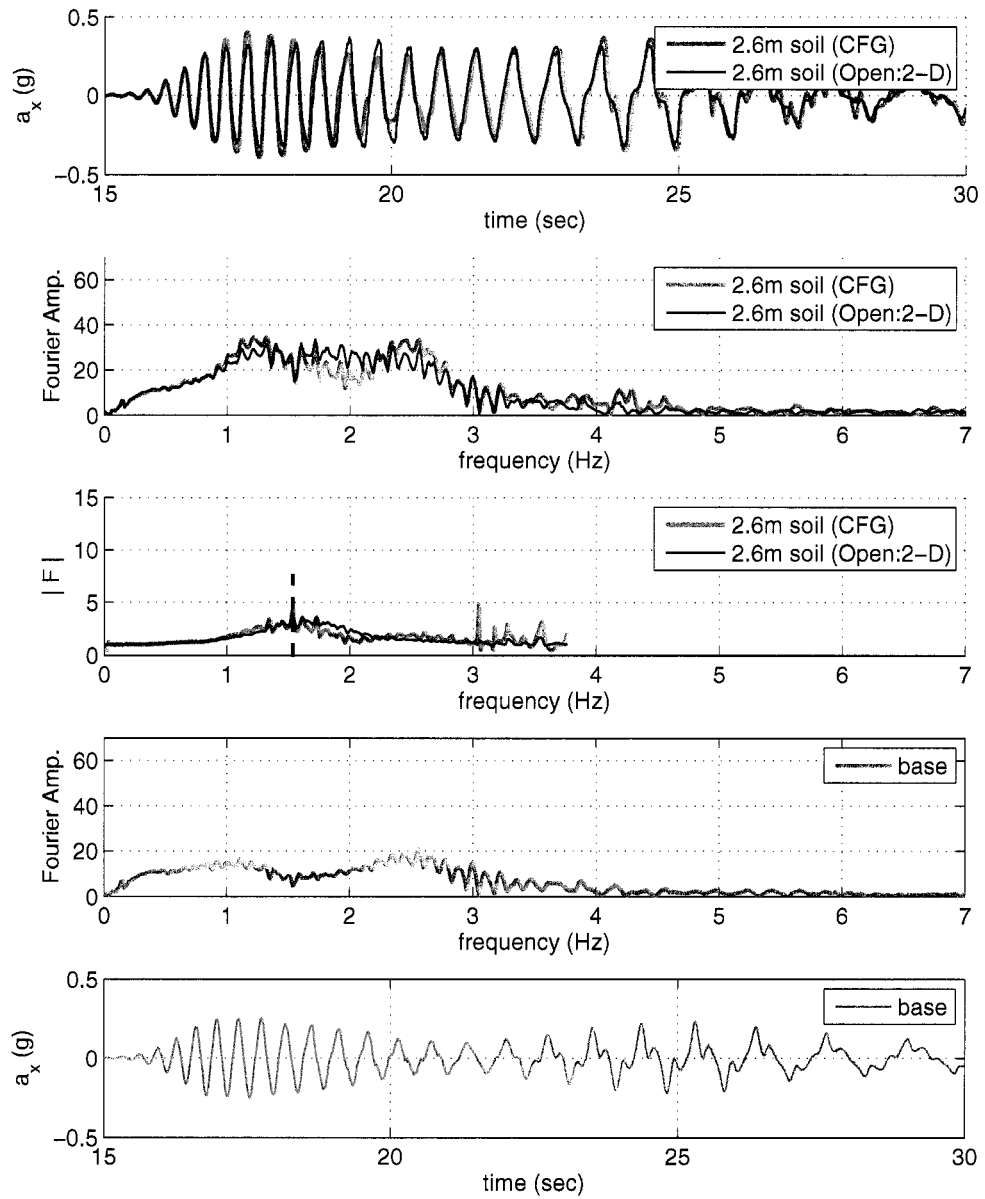 0.5
a_x (g)
0
−0.5
2.6m soil (CFG)
2.6m soil (Open:2−D)
15 20 25 30
time (sec)
Fourier Amp.
60
40
20
0
2.6m soil (CFG)
2.6m soil (Open:2−D)
0 1 2 3 4 5 6 7
frequency (Hz)
| F |
15
10
5
0
2.6m soil (CFG)
2.6m soil (Open:2−D)
0 1 2 3 4 5 6 7
frequency (Hz)
Fourier Amp.
60
40
20
0
base
0 1 2 3 4 5 6 7
frequency (Hz)
0.5
a_x (g)
0
−0.5
base
15 20 25 30
time (sec)